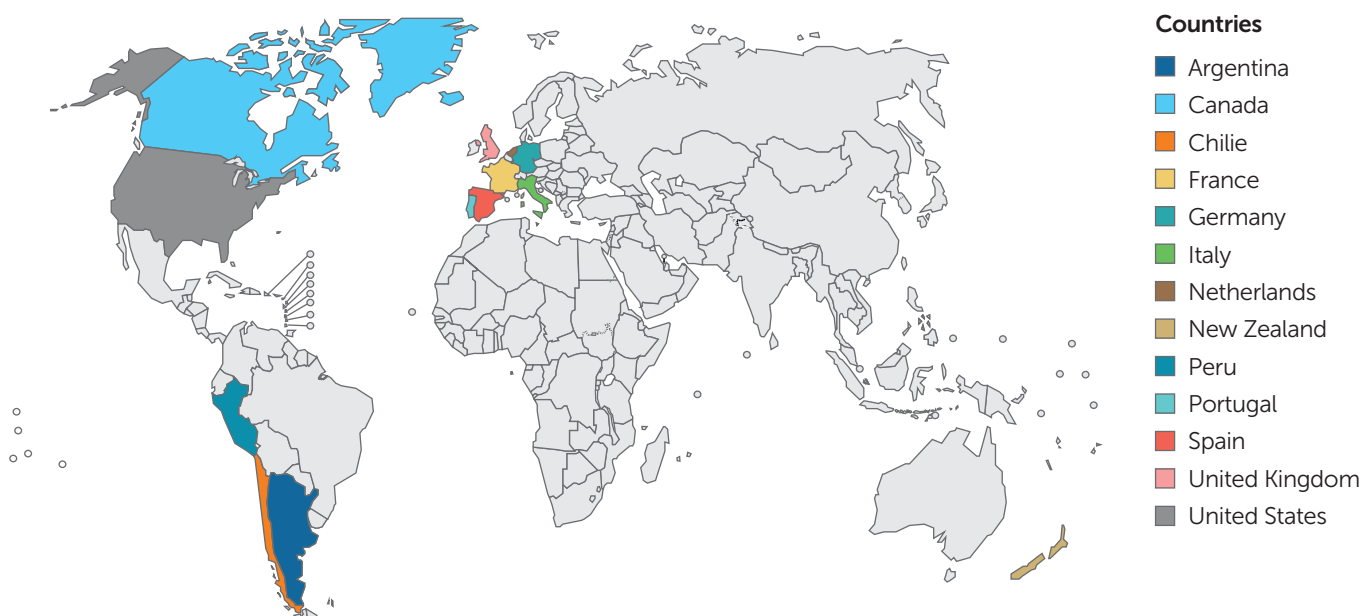 Countries
Argentina
Canada
Chilie
France
Germany
Italy
Netherlands
New Zealand
Peru
Portugal
Spain
United Kingdom
United States